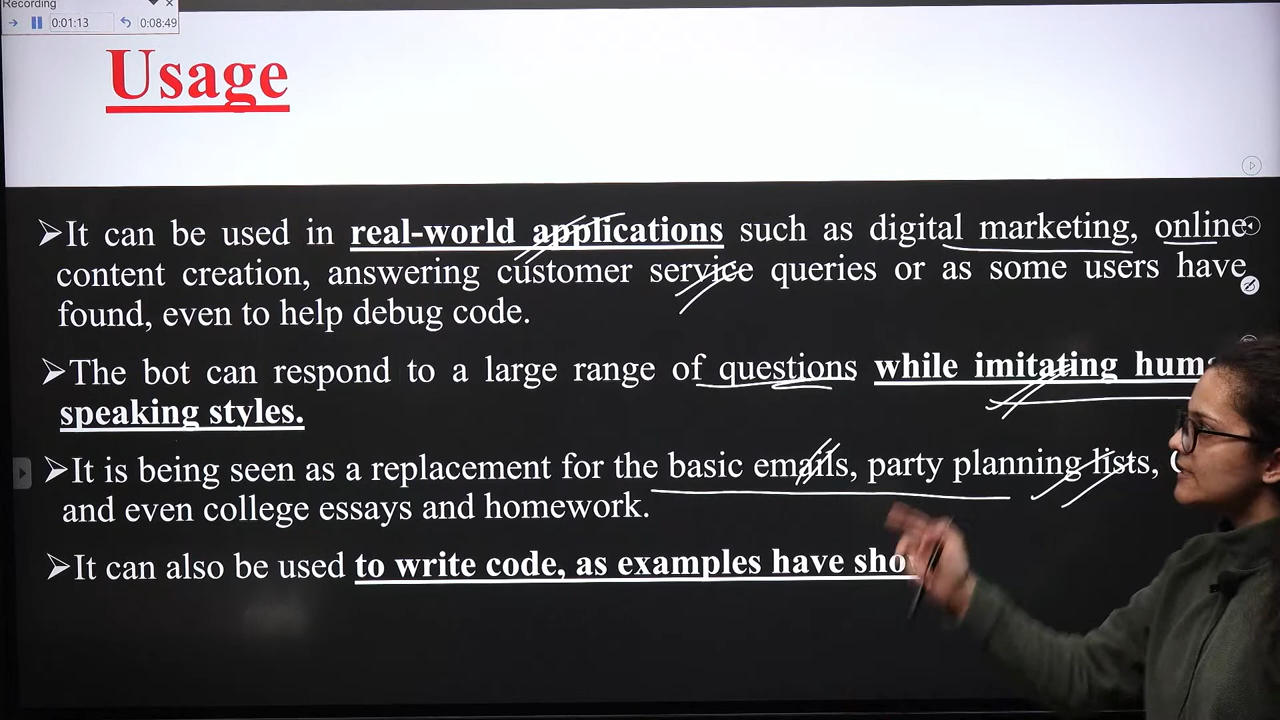 Recording
0:01:13 0:08:49
Usage
➢It can be used in real-world applications such as digital marketing, online
content creation, answering customer service queries or as some users have
found, even to help debug code.
➢The bot can respond to a large range of questions while imitating
speaking styles.
➢It is being seen as a replacement for the basic emails, party planning lists,
and even college essays and homework.
➢It can also be used to write code, as examples have